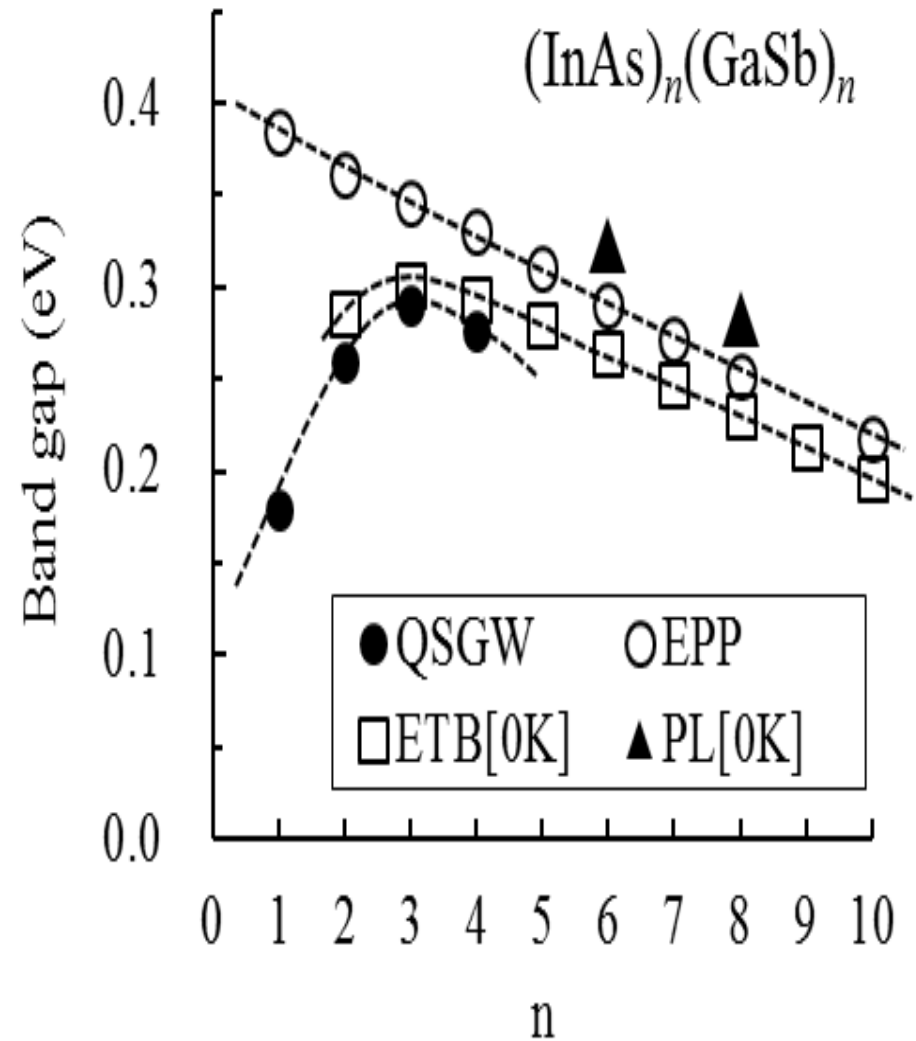 (InAs)n(GaSb)n
0.4
0.3
0.2
0.1
0.0
Band gap (eV)
QSGW EPP
ETB[0K] PL[0K]
0 1 2 3 4 5 6 7 8 9 10
n